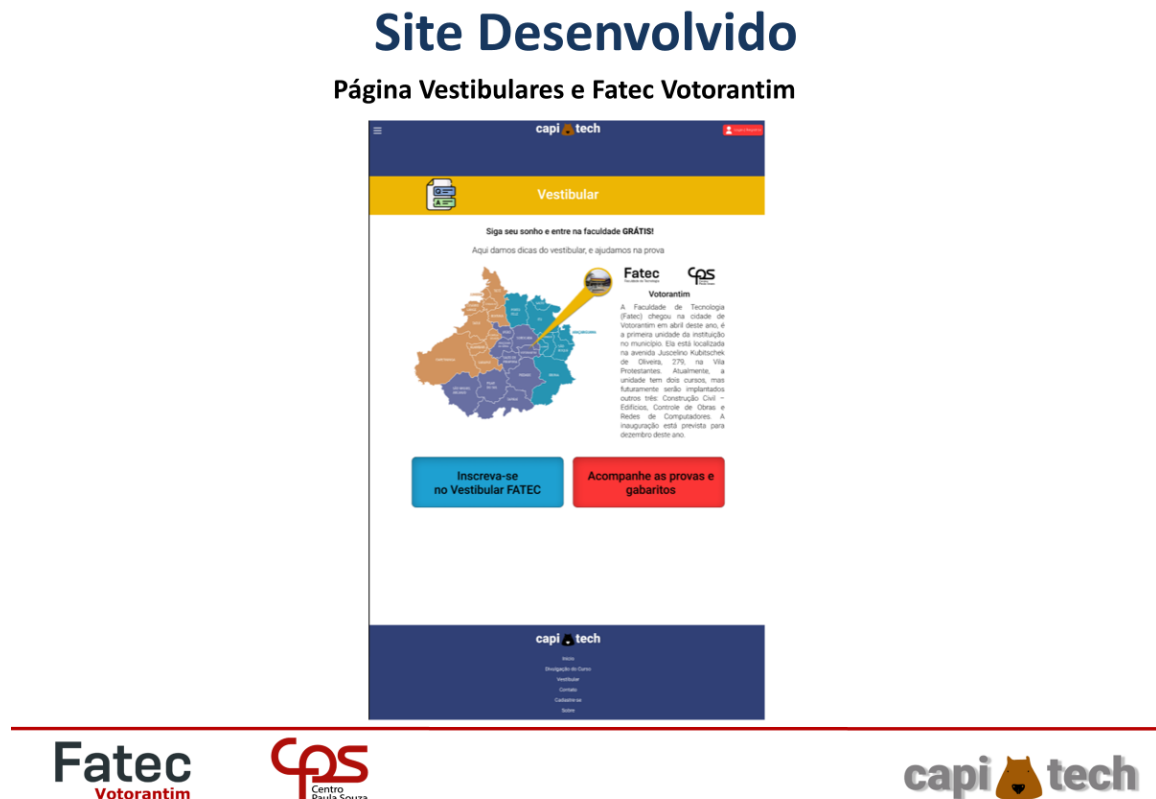 Site Desenvolvido
Página Vestibulares e Fatec Votorantim
capi tech
Vestibular
Siga seu sonho e entre na faculdade GRÁTIS!
Aqui damos dicas do vestibular, e ajudamos na prova
Fatec
cps
Votorantim
A Faculdade de Tecnologia
(Fatec) chegou na cidade de
Votorantim em abril deste ano, é
a primeira unidade da instituição
no município. Ela está localizada
na avenida Juscelino Kubitschek
de Oliveira, 279, na Vila
Protestantes. Atualmente, a
unidade tem dois cursos, mas
futuramente serão implantados
outros três: Construção Civil –
Edifícios, Controle de Obras e
Redes de Computadores. A
inauguração está prevista para
dezembro deste ano.
Inscreva-se
no Vestibular FATEC
Acompanhe as provas e
gabaritos
capi tech
Início
Divulgação do Curso
Vestibular
Contato
Cadastre-se
Sobre
Fatec
Votorantim
cps
Centro
Paula Souza
capi tech